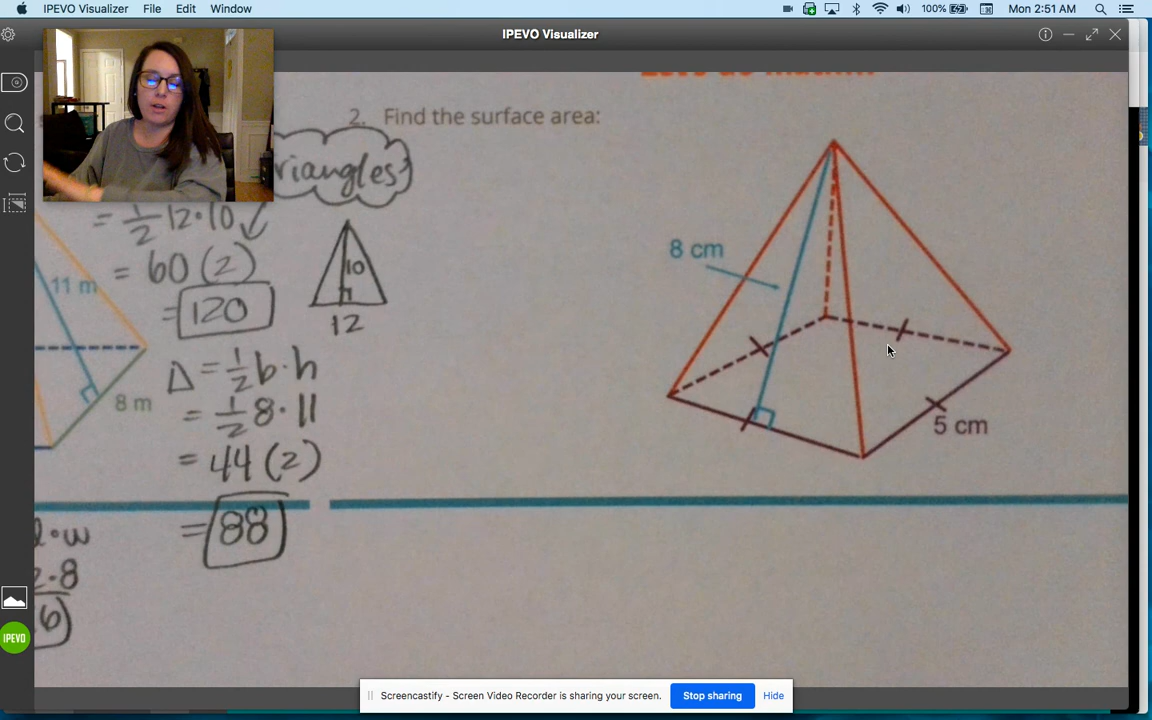 IPEVO Visualizer File Edit Window
100% Mon 2:51 AM
IPEVO Visualizer
2. Find the surface area:
riangles
= 1/2 12·10
= 60 (2)
= 120
10
12
11 m
8 m
Δ = 1/2 b·h
= 1/2 8·11
= 44 (2)
= 88
·w
·8
6
8 cm
5 cm
IPEVO
Screencastify - Screen Video Recorder is sharing your screen.
Stop sharing
Hide